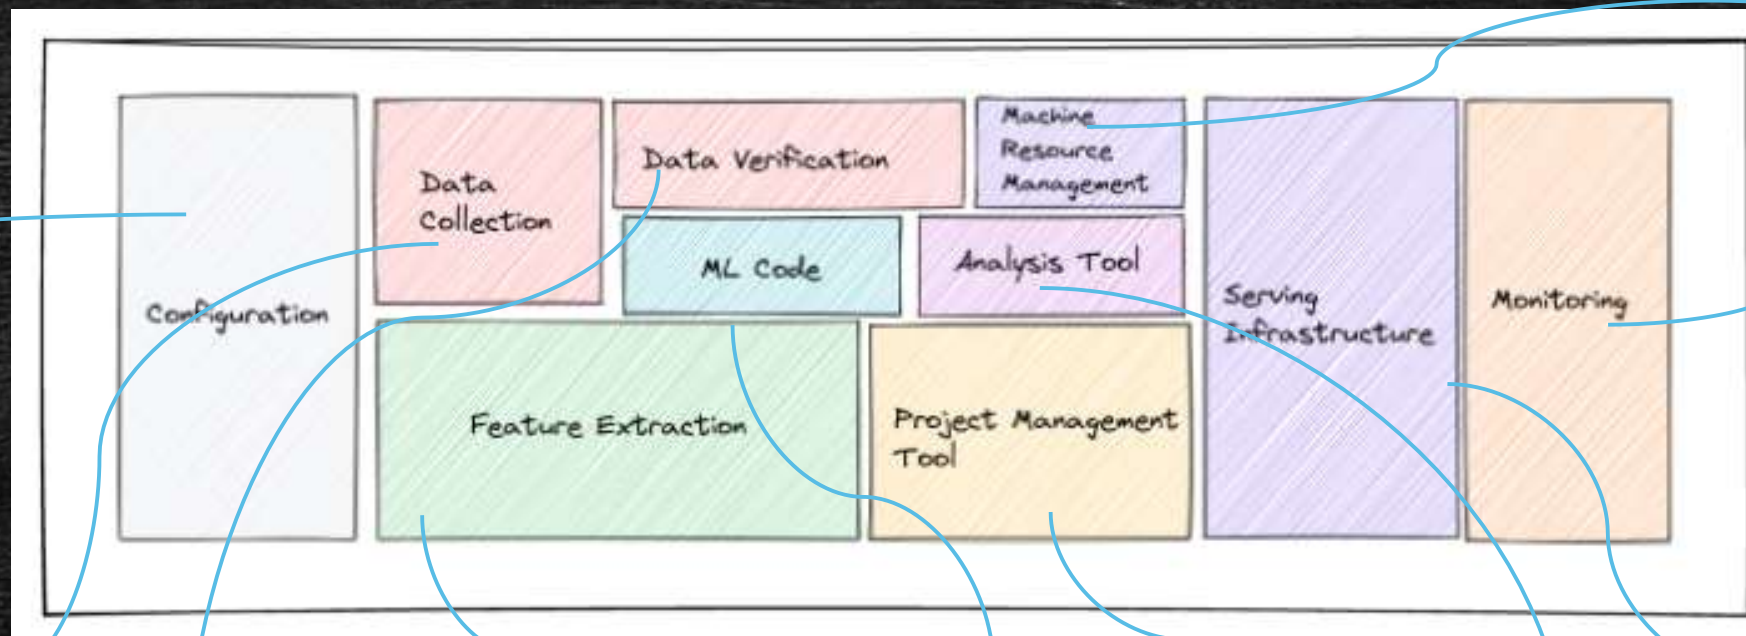 Configuration
Data
Collection
Data Verification
Machine
Resource
Management
ML Code
Analysis Tool
Feature Extraction
Project Management
Tool
Serving
Infrastructure
Monitoring